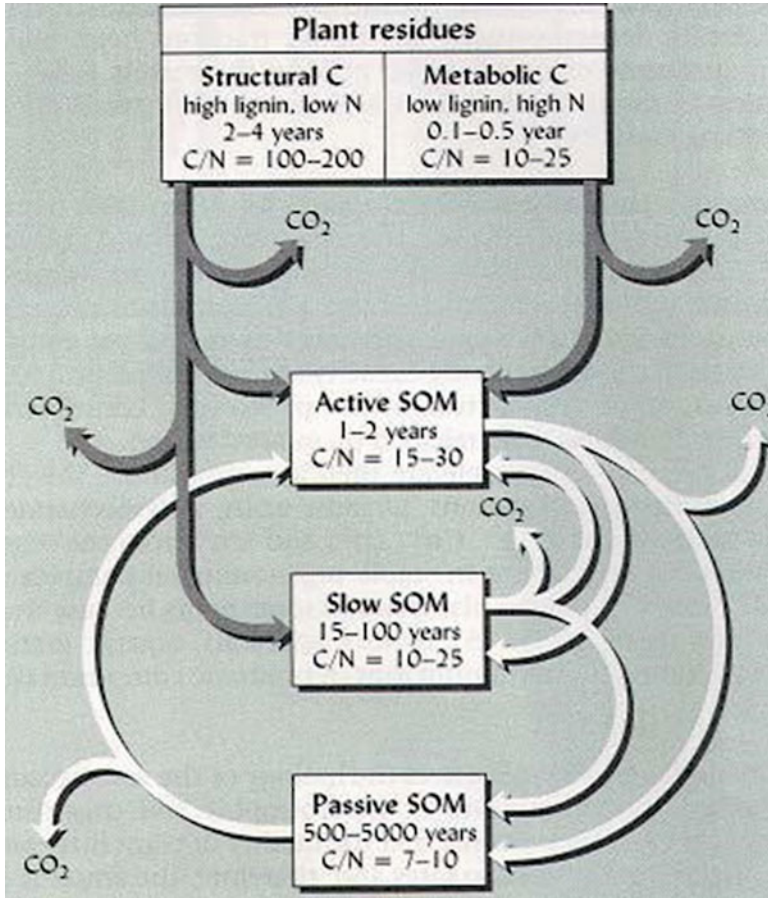 Plant residues
Structural C
high lignin, low N
2–4 years
C/N = 100–200
Metabolic C
low lignin, high N
0.1–0.5 year
C/N = 10–25
CO₂
CO₂
Active SOM
1–2 years
C/N = 15–30
CO₂
CO
CO₂
Slow SOM
15–100 years
C/N = 10–25
Passive SOM
500–5000 years
C/N = 7–10
CO₂